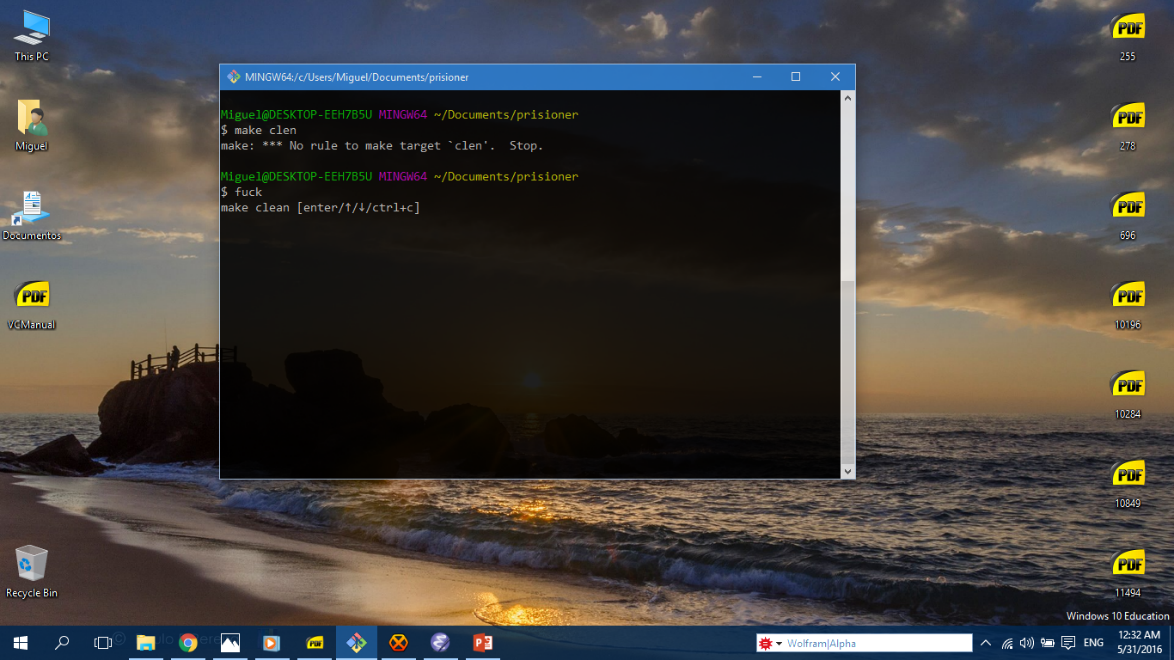 This PC
Miguel
Documentos
VCManual
Recycle Bin
MINGW64:/c/Users/Miguel/Documents/prisioner
Miguel@DESKTOP-EEH7B5U MINGW64 ~/Documents/prisioner
$ make clen
make: *** No rule to make target `clen'.  Stop.
Miguel@DESKTOP-EEH7B5U MINGW64 ~/Documents/prisioner
$ fuck
make clean [enter/↑/↓/ctrl+c]
PDF
255
PDF
278
PDF
696
PDF
10196
PDF
10284
PDF
10849
PDF
11494
PDF
Windows 10 Education
PDF
Wolfram|Alpha
ENG
12:32 AM
5/31/2016